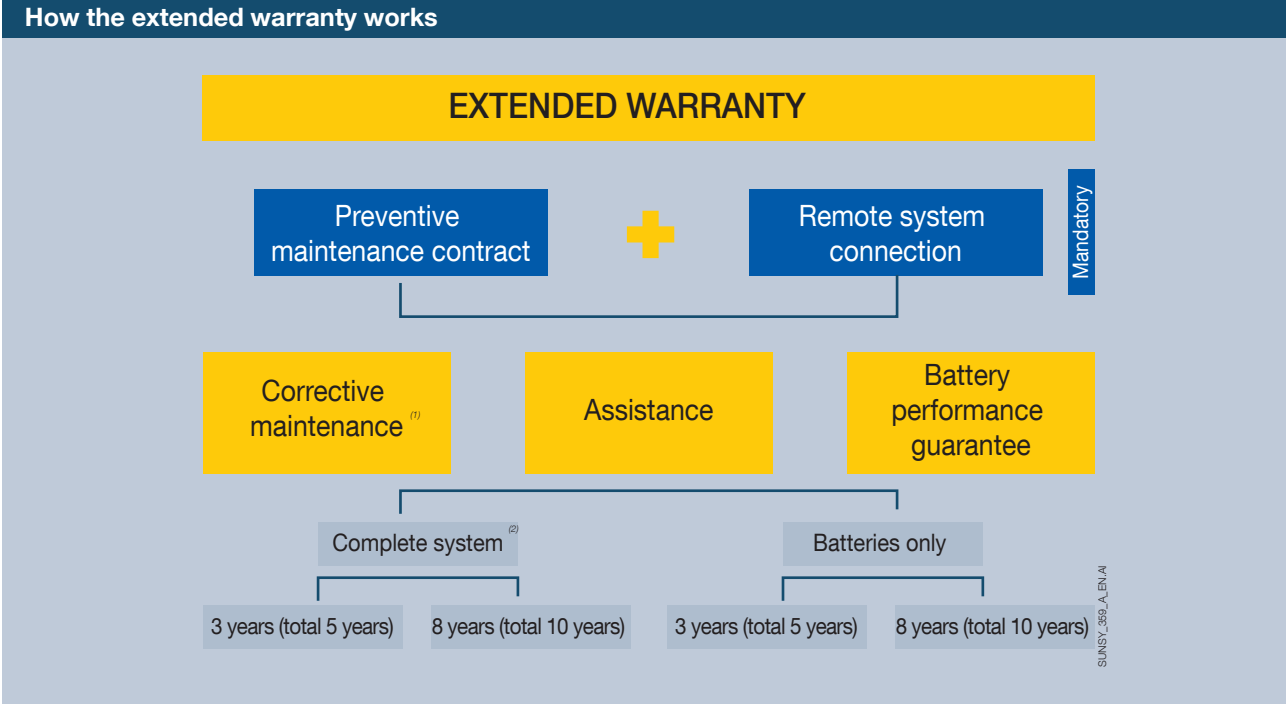 How the extended warranty works
EXTENDED WARRANTY
Preventive
maintenance contract
Remote system
connection
Mandatory
Corrective
maintenance (1)
Assistance
Battery
performance
guarantee
Complete system (2)
Batteries only
3 years (total 5 years)
8 years (total 10 years)
3 years (total 5 years)
8 years (total 10 years)
SUNSY_359_A_EN.AI